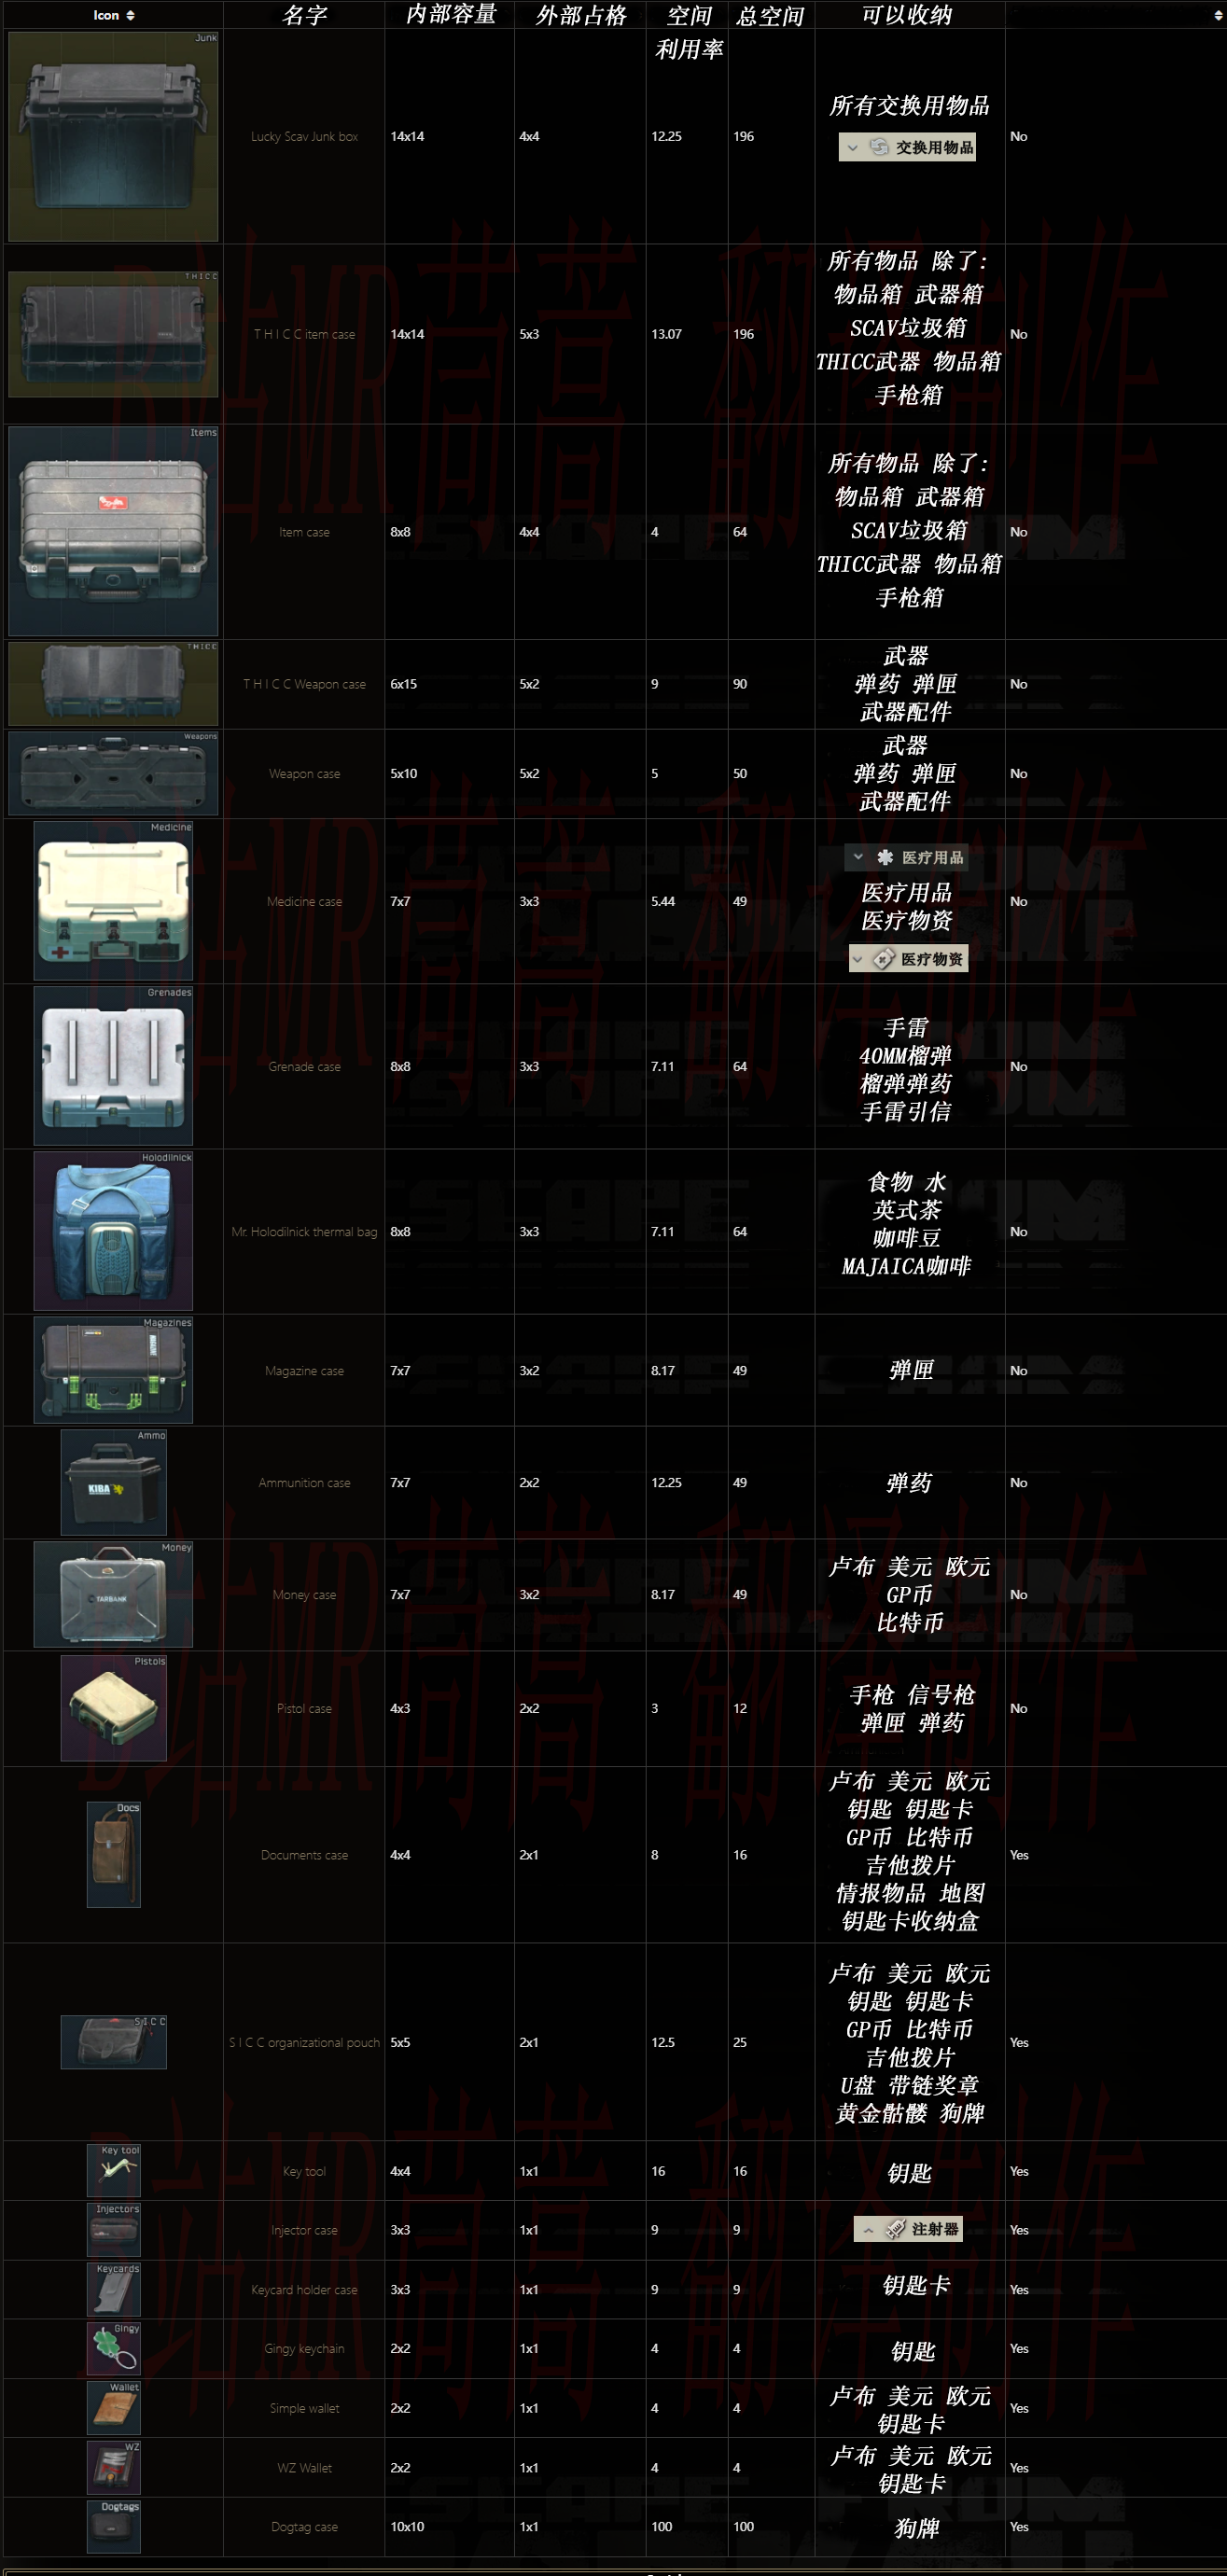 Icon 名字 内部容量 外部占格 空间 总空间 可以收纳
利用率
Junk
Lucky Scav Junk box 14x14 4x4 12.25 196 No
所有交换用物品
交换用物品
THICC
T H I C C item case 14x14 5x3 13.07 196 No
所有物品 除了:
物品箱 武器箱
SCAV垃圾箱
THICC武器 物品箱
手枪箱
Items
Item case 8x8 4x4 4 64 No
所有物品 除了:
物品箱 武器箱
SCAV垃圾箱
THICC武器 物品箱
手枪箱
THICC
T H I C C Weapon case 6x15 5x2 9 90 No
武器
弹药 弹匣
武器配件
Weapons
Weapon case 5x10 5x2 5 50 No
武器
弹药 弹匣
武器配件
Medicine
Medicine case 7x7 3x3 5.44 49 No
医疗用品
医疗用品
医疗物资
医疗物资
Grenades
Grenade case 8x8 3x3 7.11 64 No
手雷
40MM榴弹
榴弹弹药
手雷引信
Holodilnick
Mr. Holodilnick thermal bag 8x8 3x3 7.11 64 No
食物 水
英式茶
咖啡豆
MAJAICA咖啡
Magazines
Magazine case 7x7 3x2 8.17 49 No
弹匣
Ammo
KIBA
Ammunition case 7x7 2x2 12.25 49 No
弹药
Money
TARBANK
Money case 7x7 3x2 8.17 49 No
卢布 美元 欧元
GP币
比特币
Pistols
Pistol case 4x3 2x2 3 12 No
手枪 信号枪
弹匣 弹药
Docs
Documents case 4x4 2x1 8 16 Yes
卢布 美元 欧元
钥匙 钥匙卡
GP币 比特币
吉他拨片
情报物品 地图
钥匙卡收纳盒
S I C C
S I C C organizational pouch 5x5 2x1 12.5 25 Yes
卢布 美元 欧元
钥匙 钥匙卡
GP币 比特币
吉他拨片
U盘 带链奖章
黄金骷髅 狗牌
Key tool
Key tool 4x4 1x1 16 16 钥匙 Yes
Injectors
Injector case 3x3 1x1 9 9 注射器 Yes
Keycards
Keycard holder case 3x3 1x1 9 9 钥匙卡 Yes
Gingy
Gingy keychain 2x2 1x1 4 4 钥匙 Yes
Wallet
Simple wallet 2x2 1x1 4 4 Yes
卢布 美元 欧元
钥匙卡
WZ
WZ Wallet 2x2 1x1 4 4 Yes
卢布 美元 欧元
钥匙卡
Dogtags
Dogtag case 10x10 1x1 100 100 狗牌 Yes